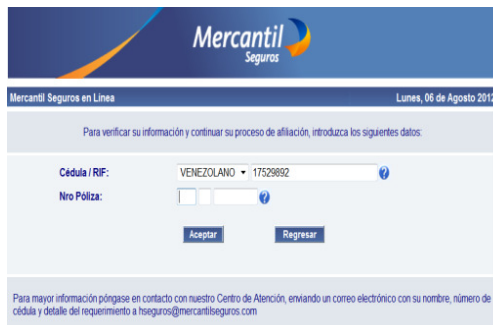 Mercantil
Seguros
Mercantil Seguros en Linea Lunes, 06 de Agosto 2012
Para verificar su información y continuar su proceso de afiliación, introduzca los siguientes datos:
Cédula / RIF: VENEZOLANO 17529892 ?
Nro Póliza: ?
Aceptar Regresar
Para mayor información póngase en contacto con nuestro Centro de Atención, enviando un correo electrónico con su nombre, número de
cédula y detalle del requerimiento a hseguros@mercantilseguros.com